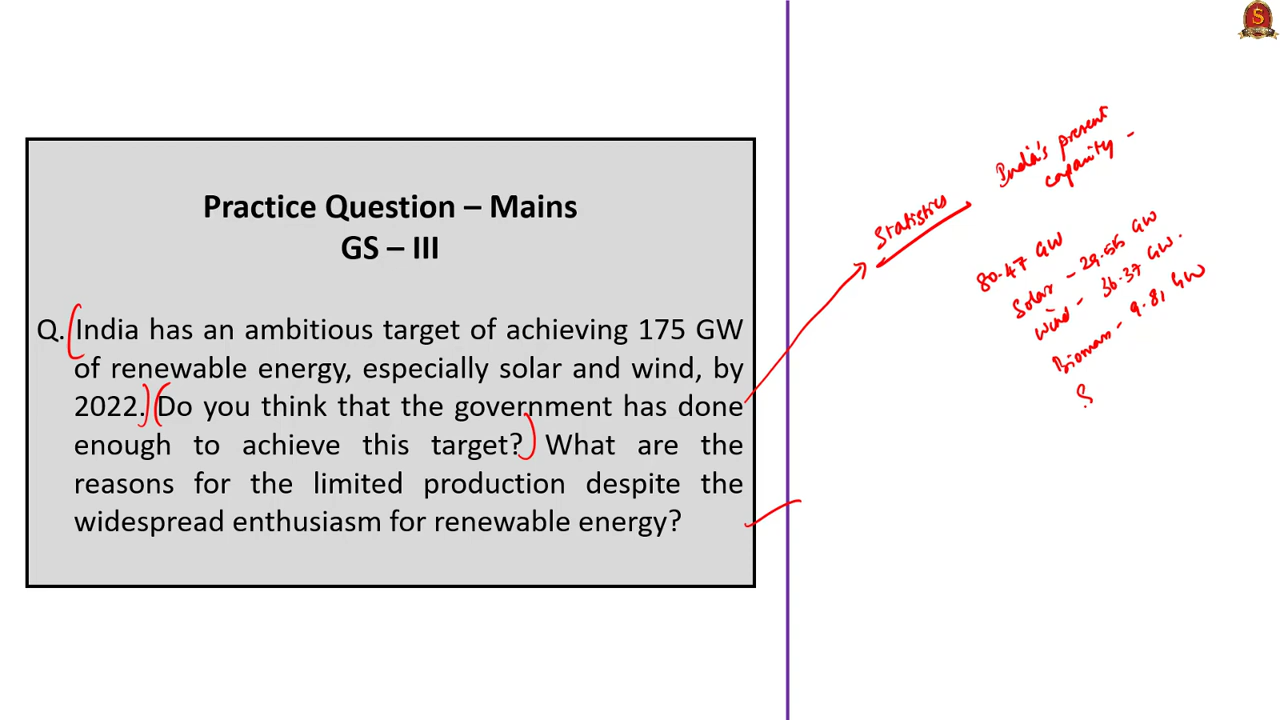 Practice Question – Mains
GS – III
Q. India has an ambitious target of achieving 175 GW
of renewable energy, especially solar and wind, by
2022. Do you think that the government has done
enough to achieve this target? What are the
reasons for the limited production despite the
widespread enthusiasm for renewable energy?
Statistics
India's present
capacity -
80.47 GW
Solar - 29.55 GW
Wind - 36.37 GW.
Biomass - 9.81 GW
S